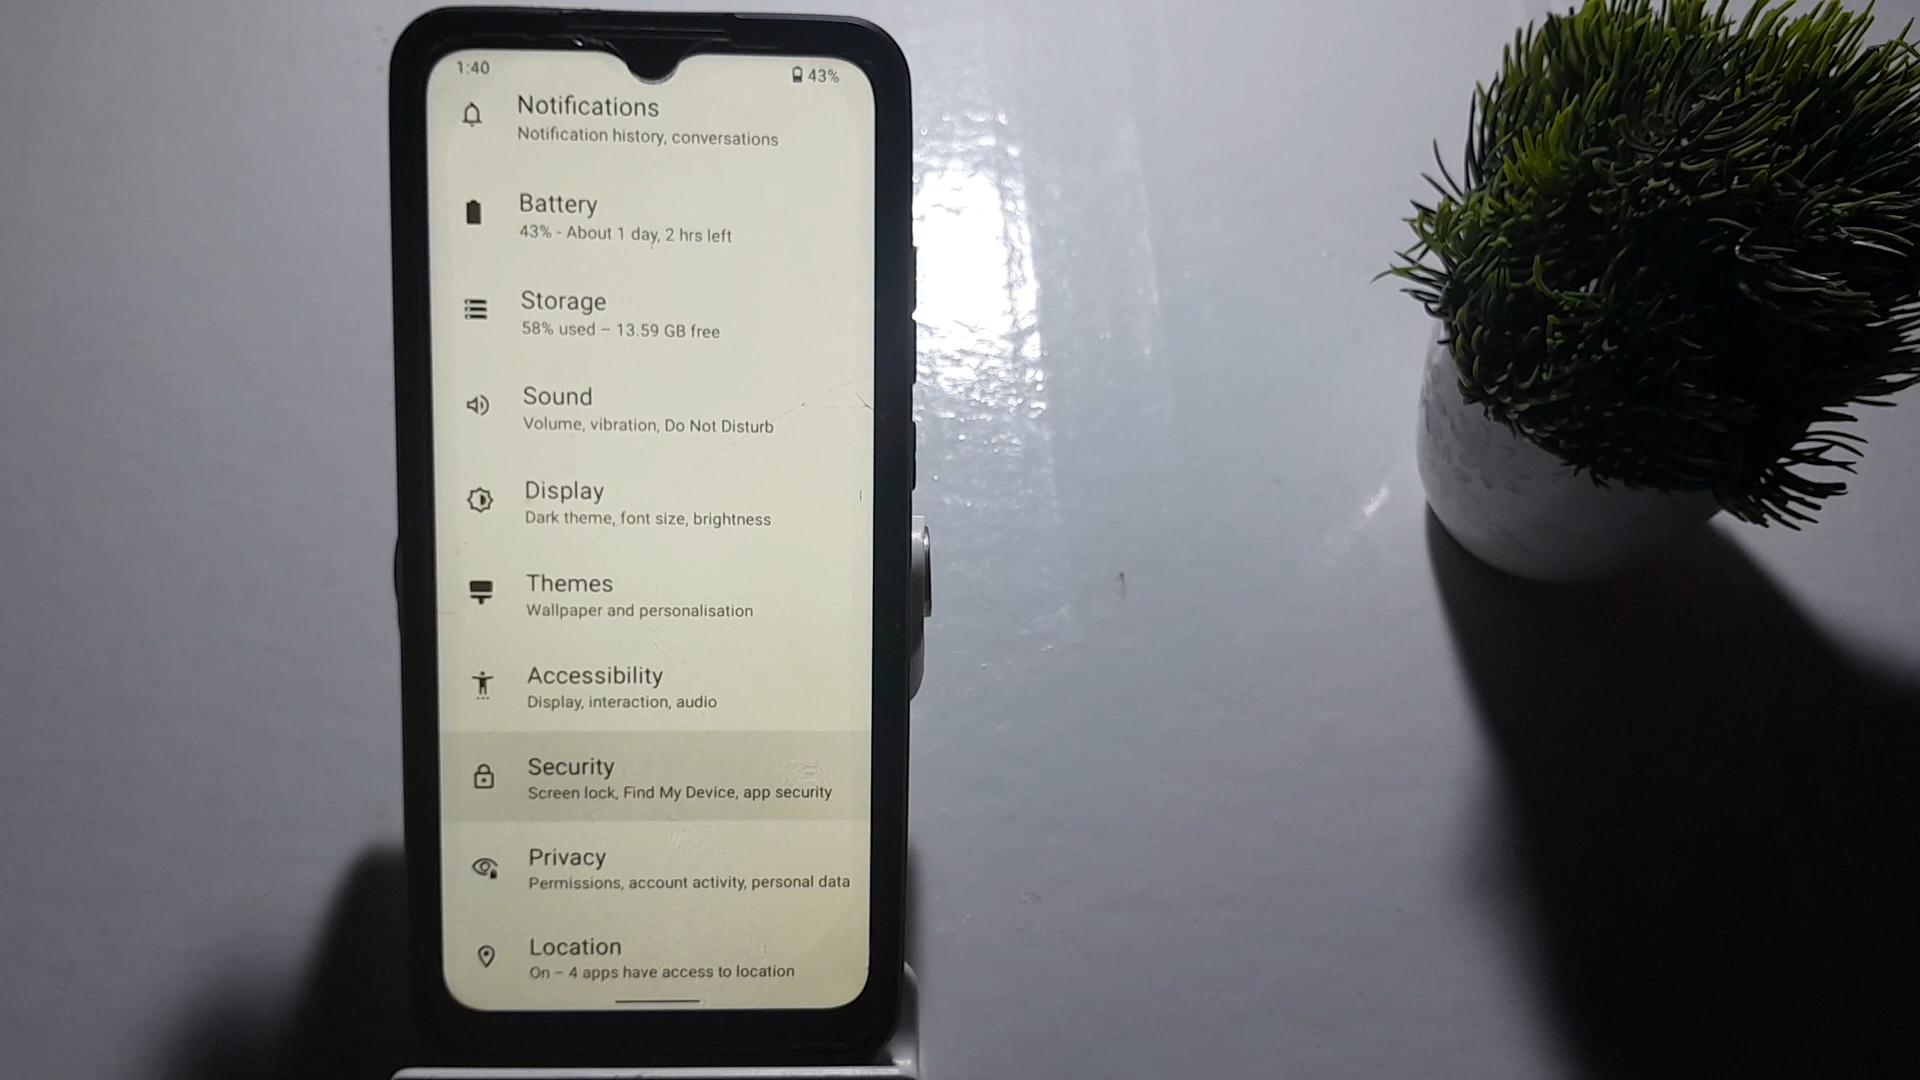 1:40
43%
Notifications
Notification history, conversations
Battery
43% - About 1 day, 2 hrs left
Storage
58% used – 13.59 GB free
Sound
Volume, vibration, Do Not Disturb
Display
Dark theme, font size, brightness
Themes
Wallpaper and personalisation
Accessibility
Display, interaction, audio
Security
Screen lock, Find My Device, app security
Privacy
Permissions, account activity, personal data
Location
On – 4 apps have access to location